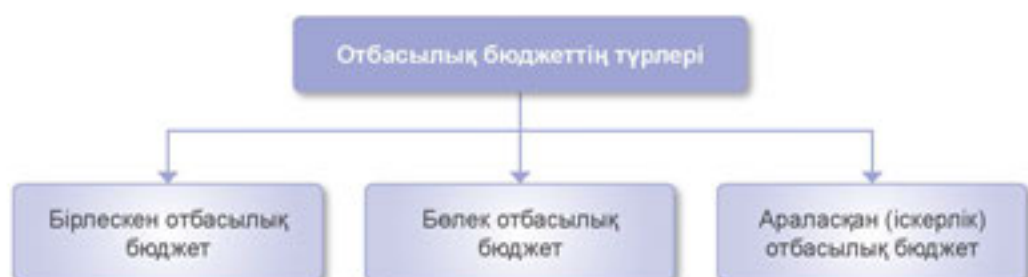 Отбасылық бюджеттің түрлері
Бірлескен отбасылық
бюджет
Бөлек отбасылық
бюджет
Араласқан (іскерлік)
отбасылық бюджет